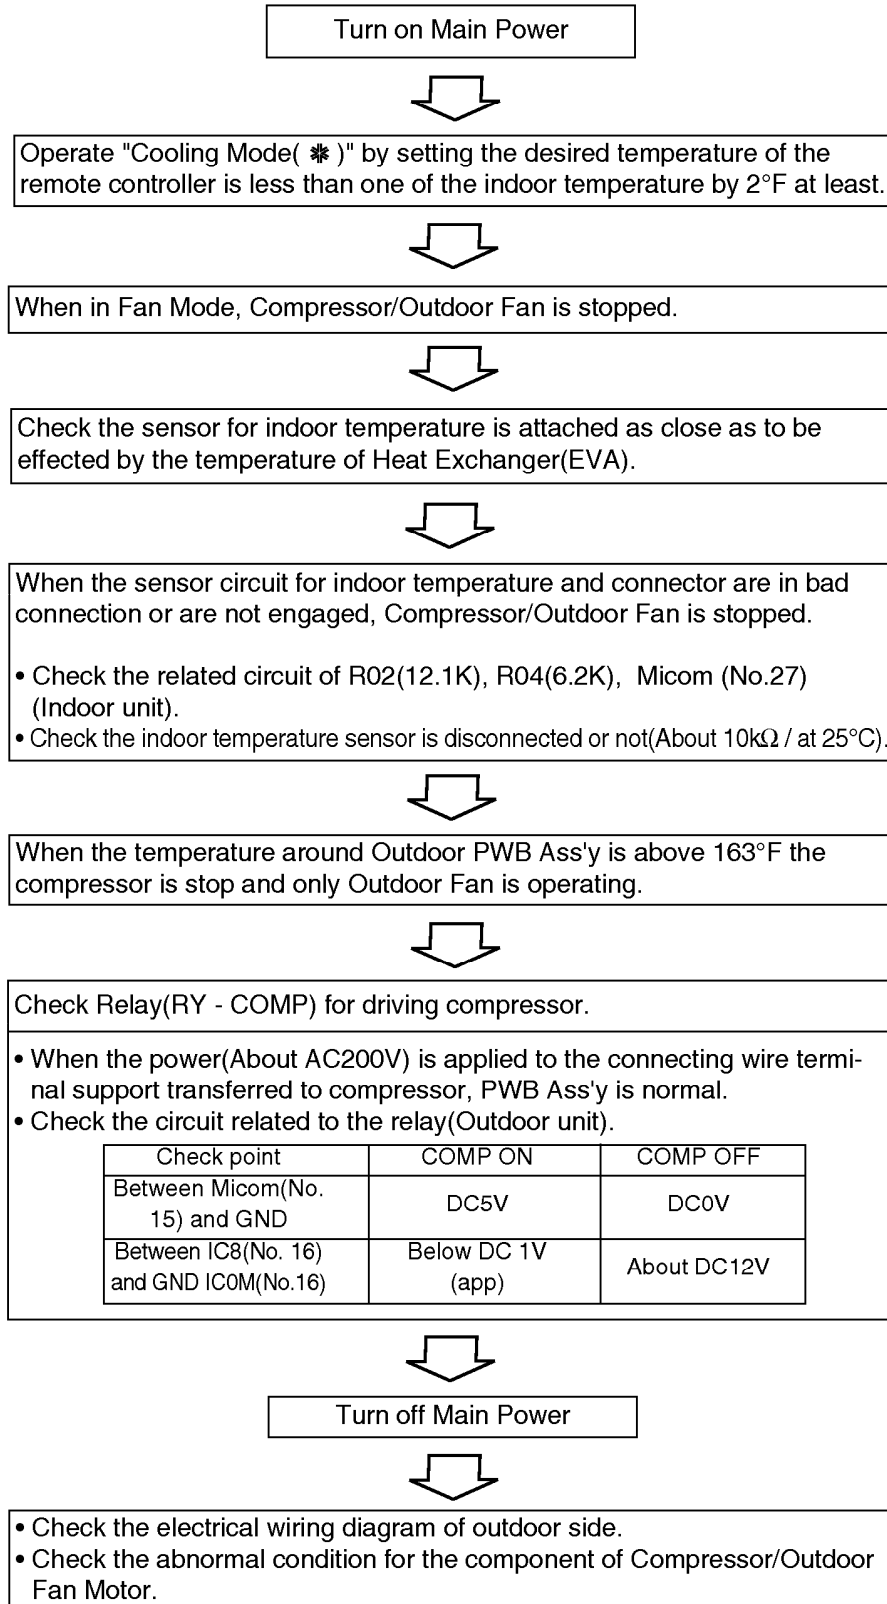 Turn on Main Power
Operate "Cooling Mode( ✱ )" by setting the desired temperature of the
remote controller is less than one of the indoor temperature by 2°F at least.
When in Fan Mode, Compressor/Outdoor Fan is stopped.
Check the sensor for indoor temperature is attached as close as to be
effected by the temperature of Heat Exchanger(EVA).
When the sensor circuit for indoor temperature and connector are in bad
connection or are not engaged, Compressor/Outdoor Fan is stopped.
• Check the related circuit of R02(12.1K), R04(6.2K), Micom (No.27)
(Indoor unit).
• Check the indoor temperature sensor is disconnected or not(About 10kΩ / at 25°C).
When the temperature around Outdoor PWB Ass'y is above 163°F the
compressor is stop and only Outdoor Fan is operating.
Check Relay(RY - COMP) for driving compressor.
• When the power(About AC200V) is applied to the connecting wire termi-
nal support transferred to compressor, PWB Ass'y is normal.
• Check the circuit related to the relay(Outdoor unit).
Check point COMP ON COMP OFF
Between Micom(No.
15) and GND DC5V DC0V
Between IC8(No. 16)
and GND IC0M(No.16) Below DC 1V
(app) About DC12V
Turn off Main Power
• Check the electrical wiring diagram of outdoor side.
• Check the abnormal condition for the component of Compressor/Outdoor
Fan Motor.